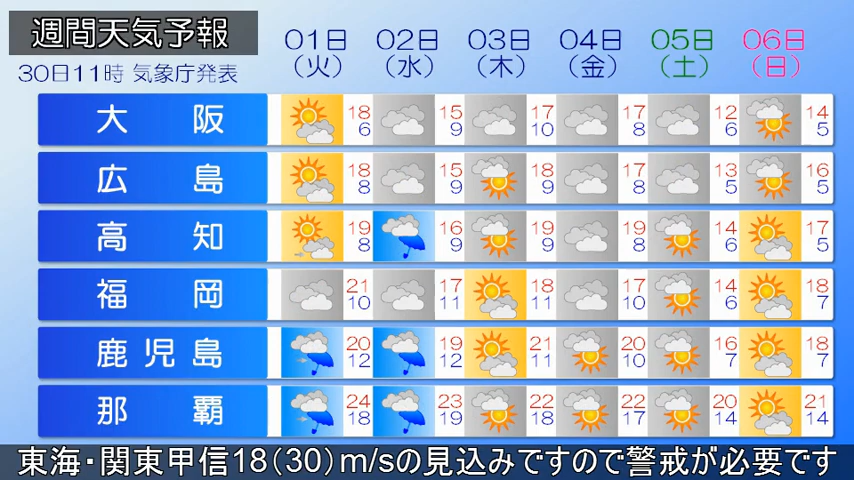 週間天気予報
30日11時 気象庁発表
01日 02日 03日 04日 05日 06日
（火） （水） （木） （金） （土） （日）
大阪 18 6 15 9 17 10 17 8 12 6 14 5
広島 18 8 15 9 18 9 17 8 13 5 16 5
高知 19 8 16 9 19 9 19 8 14 6 17 5
福岡 21 10 17 11 18 11 17 10 14 6 18 7
鹿児島 20 12 19 12 21 11 20 10 16 7 18 7
那覇 24 18 23 19 22 18 22 17 20 14 21 14
東海・関東甲信18（30）m/sの見込みですので警戒が必要です